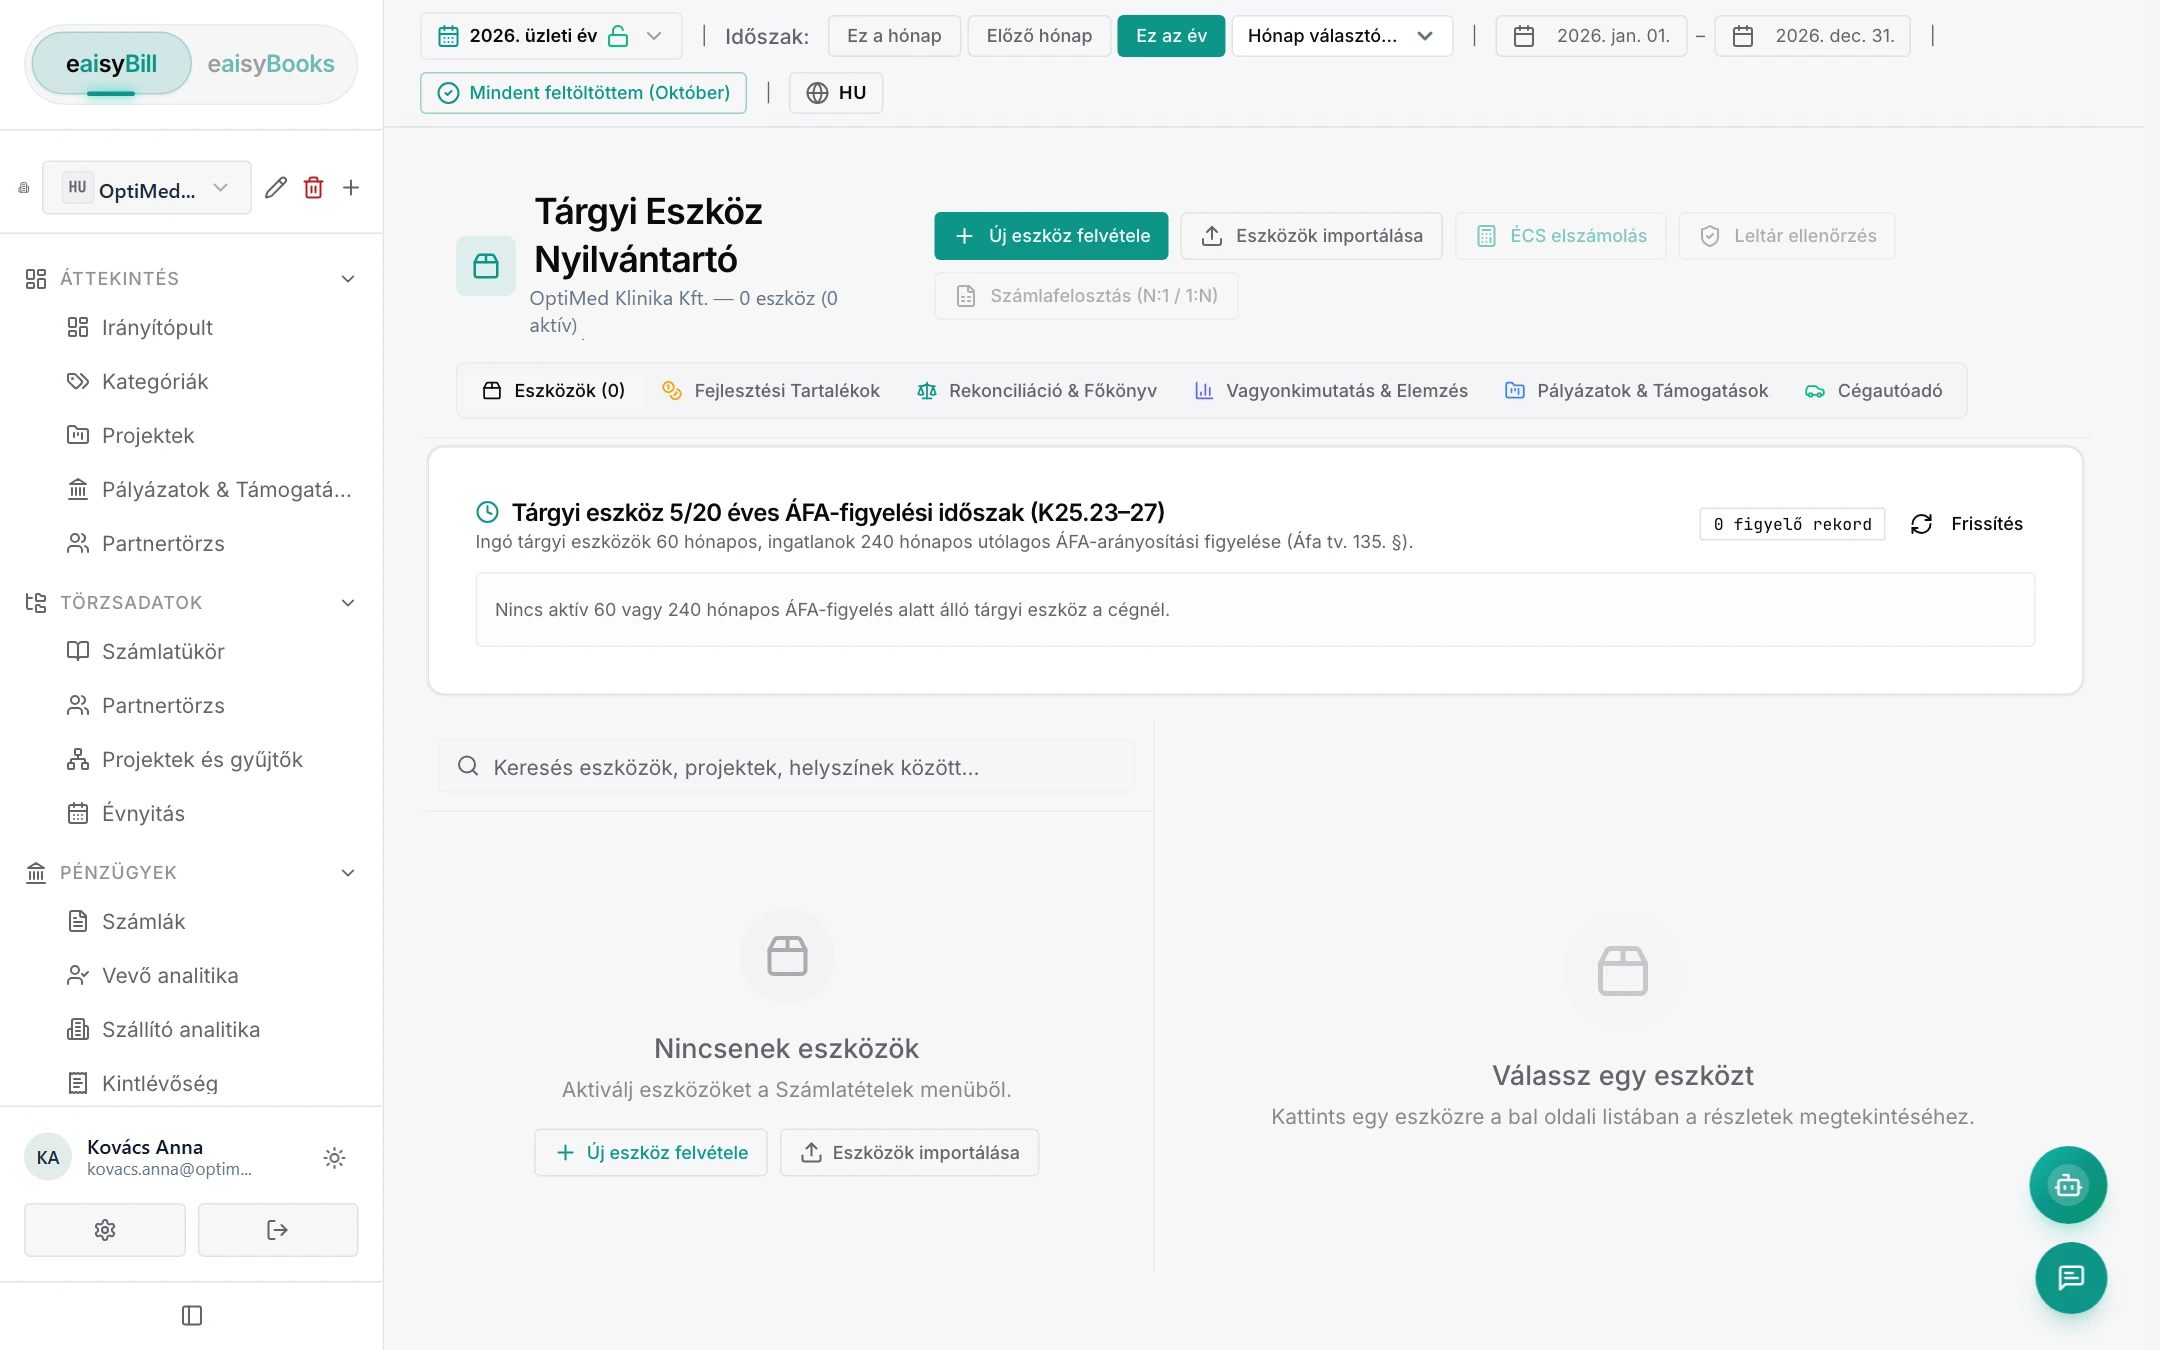 eaisyBill eaisyBooks
HU OptiMed...
ÁTTEKINTÉS
Irányítópult
Kategóriák
Projektek
Pályázatok & Támogatá...
Partnertörzs
TÖRZSADATOK
Számlatükör
Partnertörzs
Projektek és gyűjtők
Évnyitás
PÉNZÜGYEK
Számlák
Vevő analitika
Szállító analitika
Kintlévőség
KA Kovács Anna
kovacs.anna@optim...
2026. üzleti év | Időszak: Ez a hónap Előző hónap Ez az év Hónap választó... | 2026. jan. 01. – 2026. dec. 31. |
Mindent feltöltöttem (Október) | HU
Tárgyi Eszköz
Nyilvántartó
OptiMed Klinika Kft. — 0 eszköz (0
aktív)
Új eszköz felvétele Eszközök importálása ÉCS elszámolás Leltár ellenőrzés
Számlafelosztás (N:1 / 1:N)
Eszközök (0) Fejlesztési Tartalékok Rekonciliáció & Főkönyv Vagyonkimutatás & Elemzés Pályázatok & Támogatások Cégautóadó
Tárgyi eszköz 5/20 éves ÁFA-figyelési időszak (K25.23–27)
Ingó tárgyi eszközök 60 hónapos, ingatlanok 240 hónapos utólagos ÁFA-arányosítási figyelése (Áfa tv. 135. §).
0 figyelő rekord Frissítés
Nincs aktív 60 vagy 240 hónapos ÁFA-figyelés alatt álló tárgyi eszköz a cégnél.
Keresés eszközök, projektek, helyszínek között...
Nincsenek eszközök
Aktiválj eszközöket a Számlatételek menüből.
Új eszköz felvétele Eszközök importálása
Válassz egy eszközt
Kattints egy eszközre a bal oldali listában a részletek megtekintéséhez.